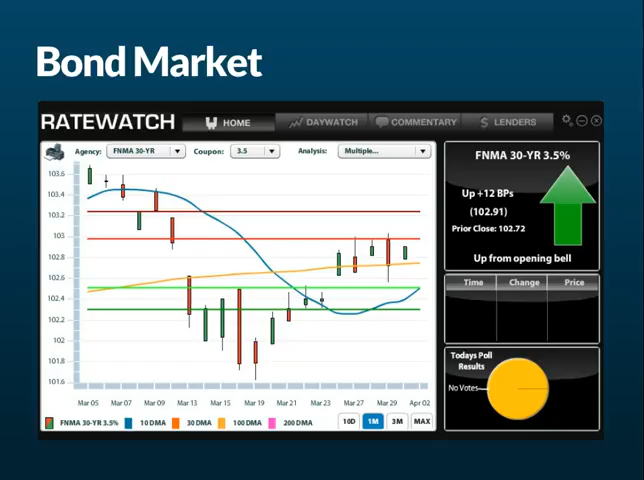 Bond Market
RATEWATCH
HOME
DAYWATCH
COMMENTARY
$ LENDERS
Agency: FNMA 30-YR
Coupon: 3.5
Analysis: Multiple...
103.6
103.4
103.2
103
102.8
102.6
102.4
102.2
102
101.8
101.6
Mar 05 Mar 07 Mar 09 Mar 13 Mar 15 Mar 19 Mar 21 Mar 23 Mar 27 Mar 29 Apr 02
FNMA 30-YR 3.5% 10 DMA 30 DMA 100 DMA 200 DMA
10D 1M 3M MAX
FNMA 30-YR 3.5%
Up +12 BPs
(102.91)
Prior Close: 102.72
Up from opening bell
Time Change Price
Todays Poll
Results
No Votes